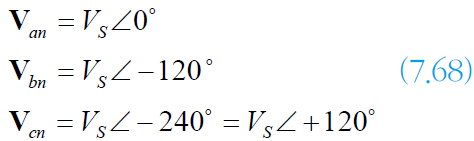 V_an = V_S∠0°
V_bn = V_S∠−120° (7.68)
V_cn = V_S∠−240° = V_S∠+120°